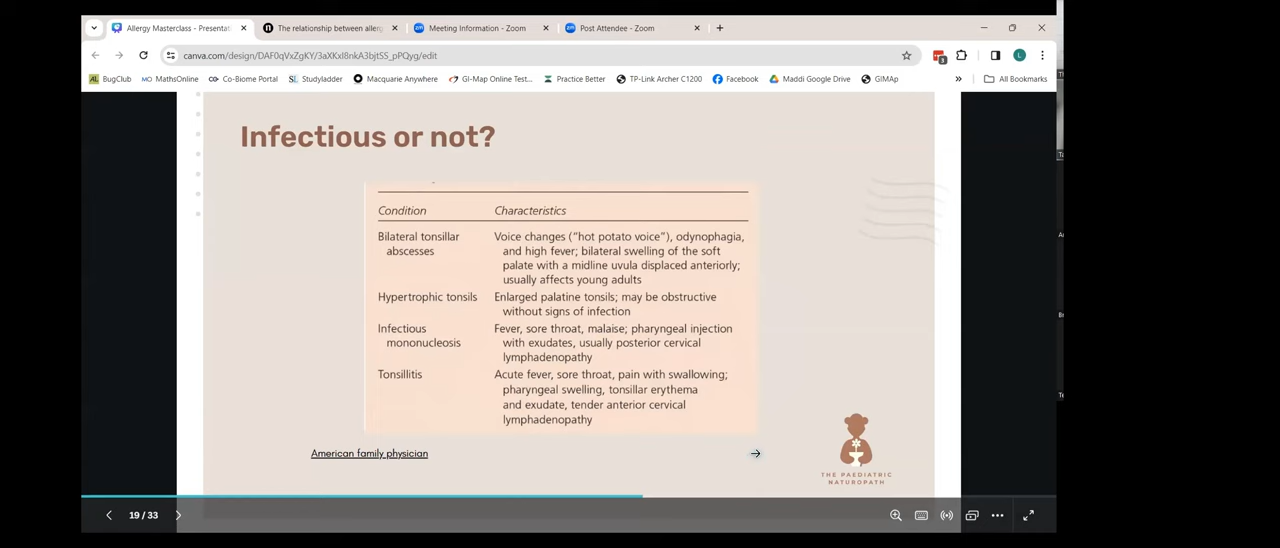 Allergy Masterclass - Presentati
The relationship between allerg
Meeting Information - Zoom
Post Attendee - Zoom
canva.com/design/DAF0qVxZgKY/3aXKxI8nkA3bjtSS_pPQyg/edit
3
L
BugClub
MathsOnline
Co-Biome Portal
Studyladder
Macquarie Anywhere
GI-Map Online Test...
Practice Better
TP-Link Archer C1200
Facebook
Maddi Google Drive
GIMAp
All Bookmarks
Infectious or not?
Condition Characteristics
Bilateral tonsillar Voice changes ("hot potato voice"), odynophagia,
abscesses and high fever; bilateral swelling of the soft
palate with a midline uvula displaced anteriorly;
usually affects young adults
Hypertrophic tonsils Enlarged palatine tonsils; may be obstructive
without signs of infection
Infectious Fever, sore throat, malaise; pharyngeal injection
mononucleosis with exudates, usually posterior cervical
lymphadenopathy
Tonsillitis Acute fever, sore throat, pain with swallowing;
pharyngeal swelling, tonsillar erythema
and exudate, tender anterior cervical
lymphadenopathy
American family physician
THE PAEDIATRIC
NATUROPATH
19 / 33